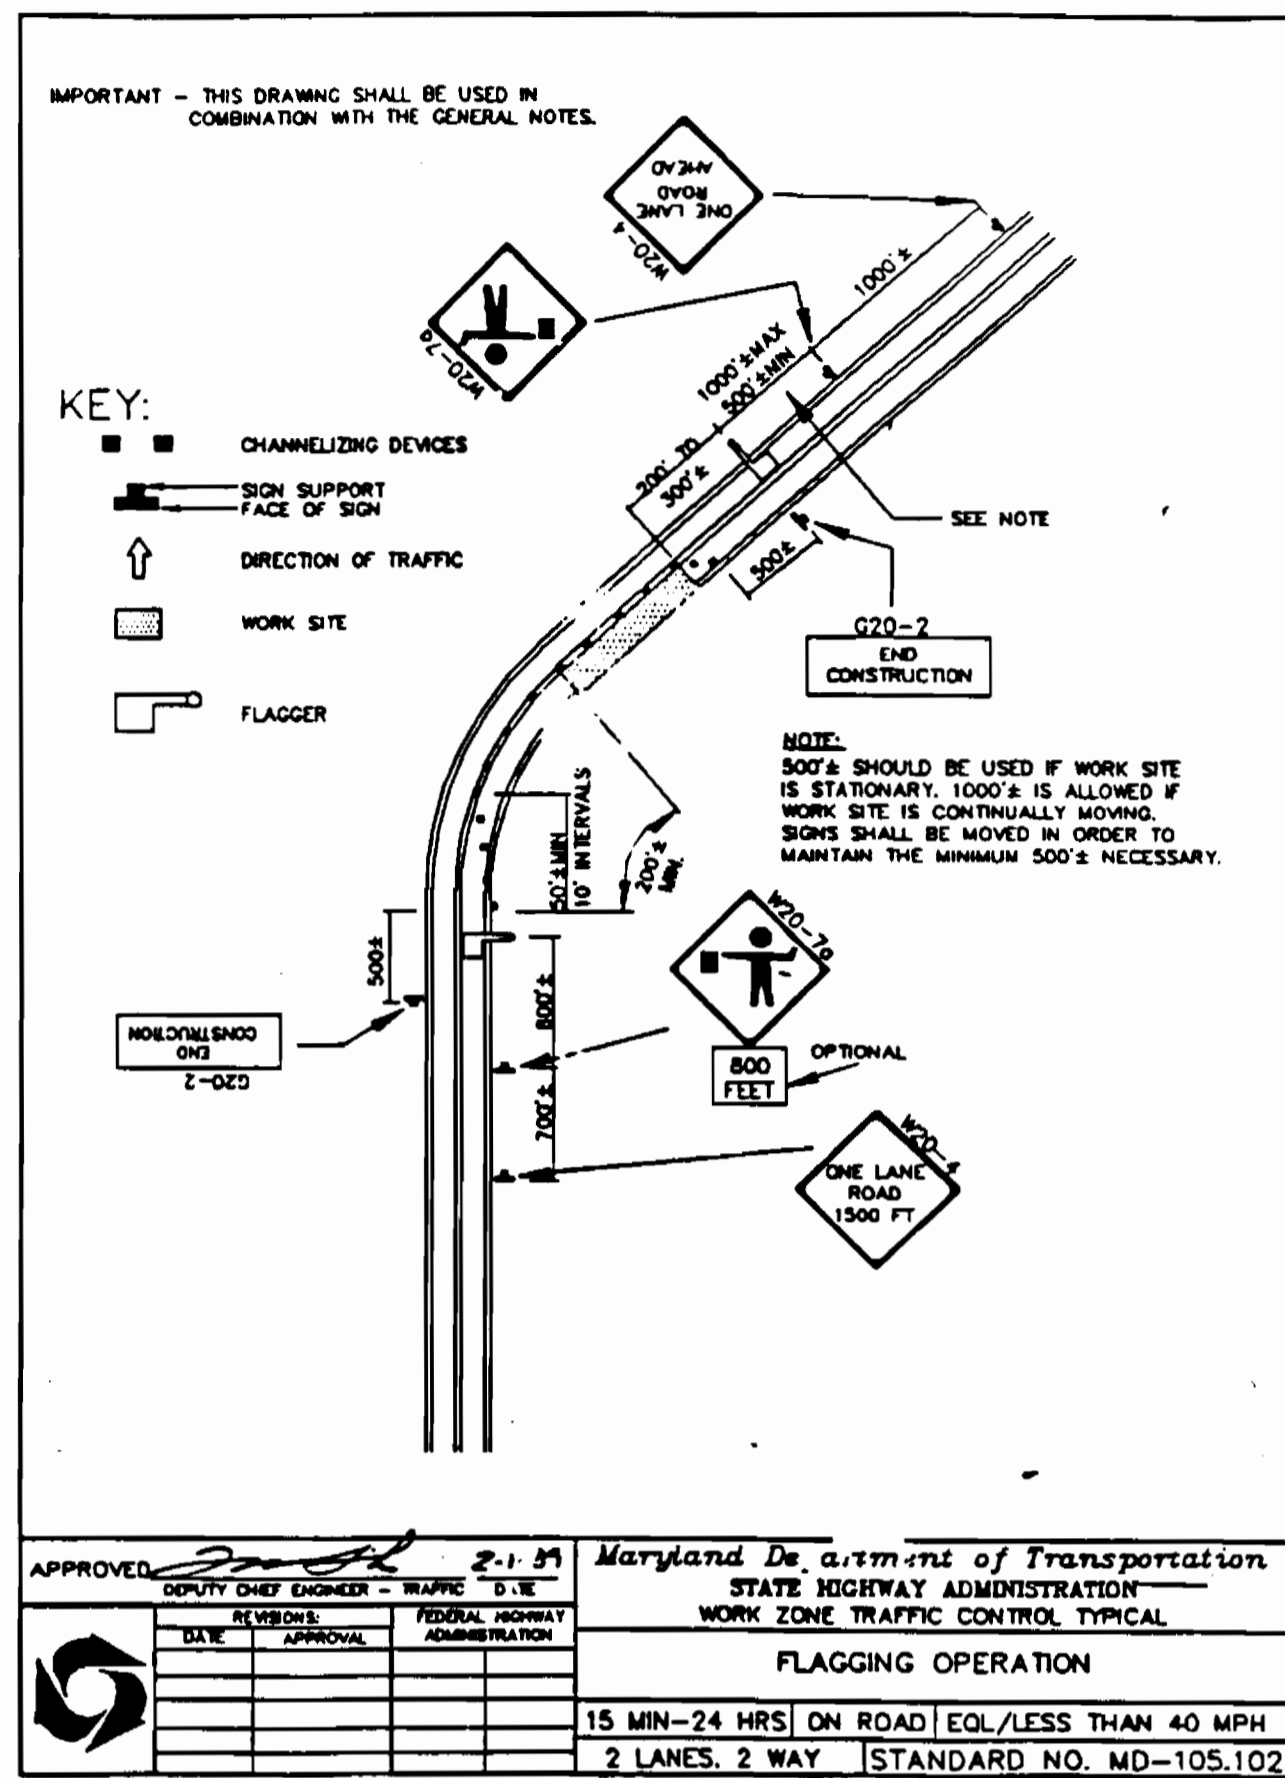 IMPORTANT - THIS DRAWING SHALL BE USED IN
COMBINATION WITH THE GENERAL NOTES.
ONE LANE
ROAD
AHEAD
W20-4
1000'±
W20-7a
1000'± MAX
500'± MIN
200' TO
300'±
KEY:
CHANNELIZING DEVICES
SIGN SUPPORT
FACE OF SIGN
DIRECTION OF TRAFFIC
WORK SITE
FLAGGER
SEE NOTE
500±
G20-2
END
CONSTRUCTION
NOTE:
500'± SHOULD BE USED IF WORK SITE
IS STATIONARY. 1000'± IS ALLOWED IF
WORK SITE IS CONTINUALLY MOVING.
SIGNS SHALL BE MOVED IN ORDER TO
MAINTAIN THE MINIMUM 500'± NECESSARY.
50'± MIN
10' INTERVALS
200'±
MIN.
500±
END
CONSTRUCTION
G20-2
800'±
700'±
W20-7a
800
FEET
OPTIONAL
ONE LANE
ROAD
1500 FT
APPROVED
DEPUTY CHIEF ENGINEER - TRAFFIC
REVISIONS:
DATE APPROVAL
FEDERAL HIGHWAY
ADMINISTRATION
Maryland of Transportation
STATE HIGHWAY ADMINISTRATION
WORK ZONE TRAFFIC CONTROL TYPICAL
FLAGGING OPERATION
15 MIN-24 HRS ON ROAD EQL/LESS THAN 40 MPH
2 LANES. 2 WAY STANDARD NO. MD-105.102